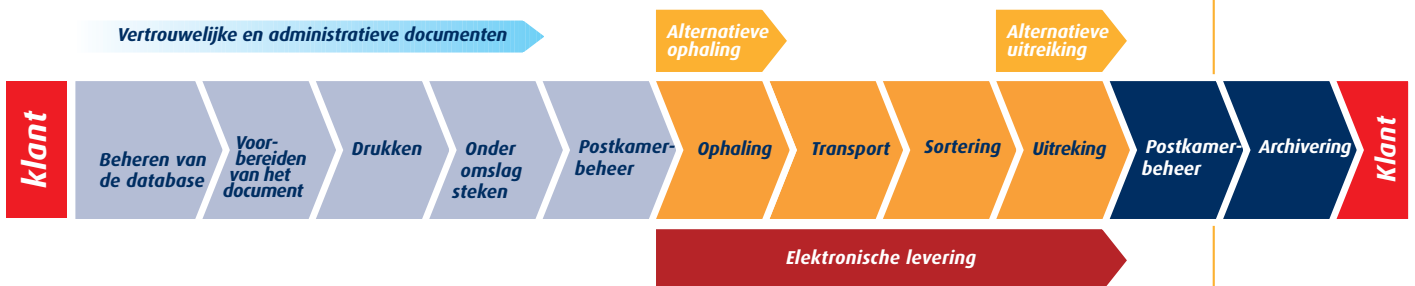 Vertrouwelijke en administratieve documenten
Alternatieve
ophaling
Alternatieve
uitreiking
klant
Beheren van
de database
Voor-
bereiden
van het
document
Drukken
Onder
omslag
steken
Postkamer-
beheer
Ophaling
Transport
Sortering
Uitreking
Postkamer-
beheer
Archivering
Klant
Elektronische levering